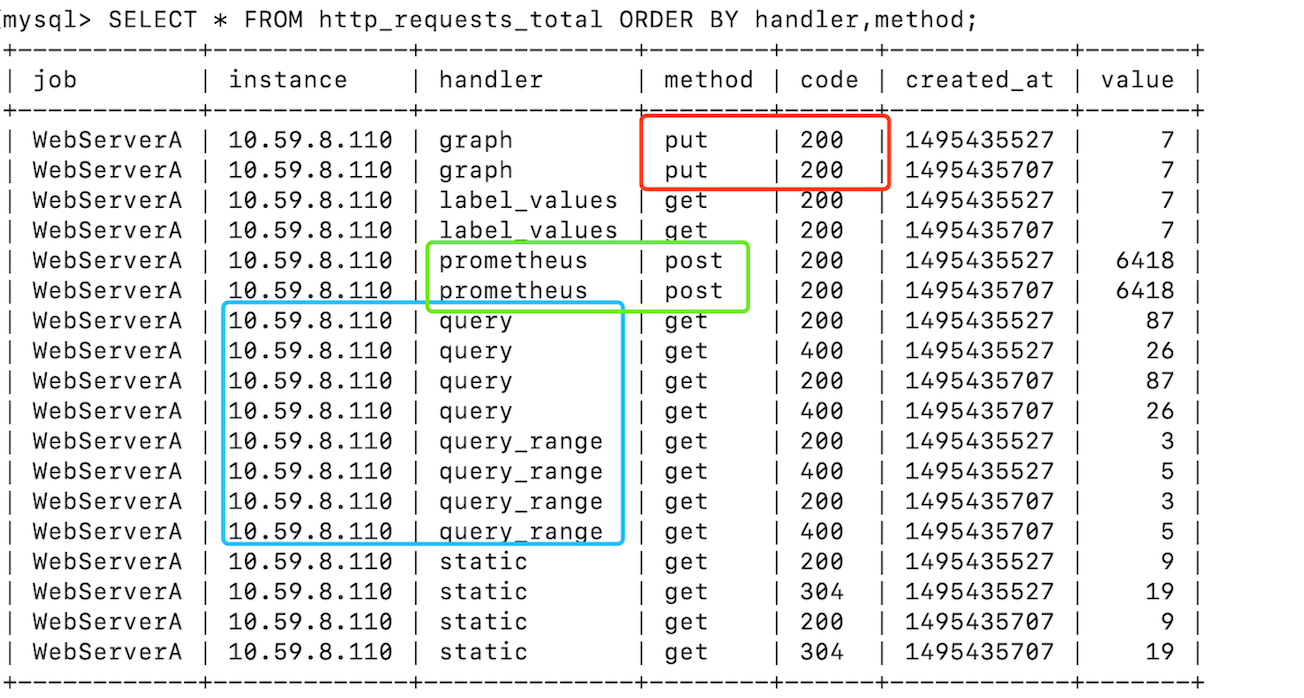 mysql> SELECT * FROM http_requests_total ORDER BY handler,method;
+------------+-------------+--------------+--------+------+------------+-------+
| job | instance | handler | method | code | created_at | value |
+------------+-------------+--------------+--------+------+------------+-------+
| WebServerA | 10.59.8.110 | graph | put | 200 | 1495435527 | 7 |
| WebServerA | 10.59.8.110 | graph | put | 200 | 1495435707 | 7 |
| WebServerA | 10.59.8.110 | label_values | get | 200 | 1495435527 | 7 |
| WebServerA | 10.59.8.110 | label_values | get | 200 | 1495435707 | 7 |
| WebServerA | 10.59.8.110 | prometheus | post | 200 | 1495435527 | 6418 |
| WebServerA | 10.59.8.110 | prometheus | post | 200 | 1495435707 | 6418 |
| WebServerA | 10.59.8.110 | query | get | 200 | 1495435527 | 87 |
| WebServerA | 10.59.8.110 | query | get | 400 | 1495435527 | 26 |
| WebServerA | 10.59.8.110 | query | get | 200 | 1495435707 | 87 |
| WebServerA | 10.59.8.110 | query | get | 400 | 1495435707 | 26 |
| WebServerA | 10.59.8.110 | query_range | get | 200 | 1495435527 | 3 |
| WebServerA | 10.59.8.110 | query_range | get | 400 | 1495435527 | 5 |
| WebServerA | 10.59.8.110 | query_range | get | 200 | 1495435707 | 3 |
| WebServerA | 10.59.8.110 | query_range | get | 400 | 1495435707 | 5 |
| WebServerA | 10.59.8.110 | static | get | 200 | 1495435527 | 9 |
| WebServerA | 10.59.8.110 | static | get | 304 | 1495435527 | 19 |
| WebServerA | 10.59.8.110 | static | get | 200 | 1495435707 | 9 |
| WebServerA | 10.59.8.110 | static | get | 304 | 1495435707 | 19 |
+------------+-------------+--------------+--------+------+------------+-------+